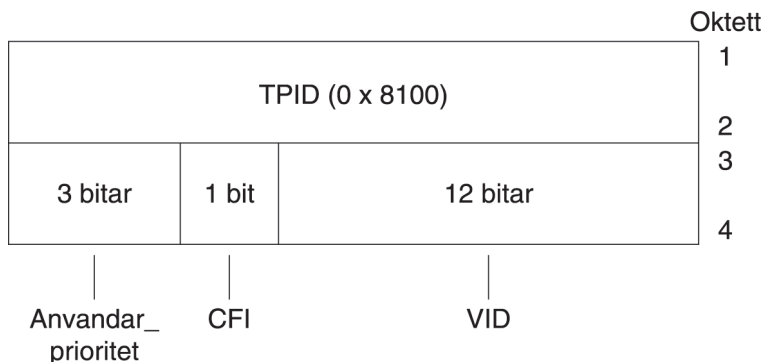 Oktett
1
TPID (0 x 8100)
2
3
3 bitar 1 bit 12 bitar
4
Anvandar_ CFI VID
prioritet